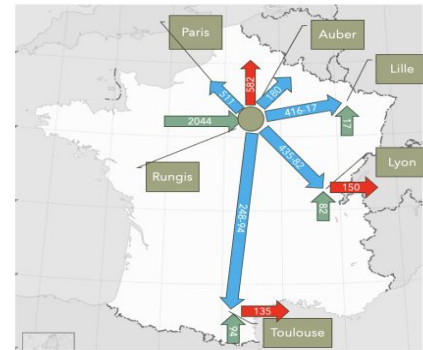 Paris
Auber
Lille
582
511
180
416-17
2044
17
435-82
Rungis
Lyon
150
82
248-94
135
94
Toulouse